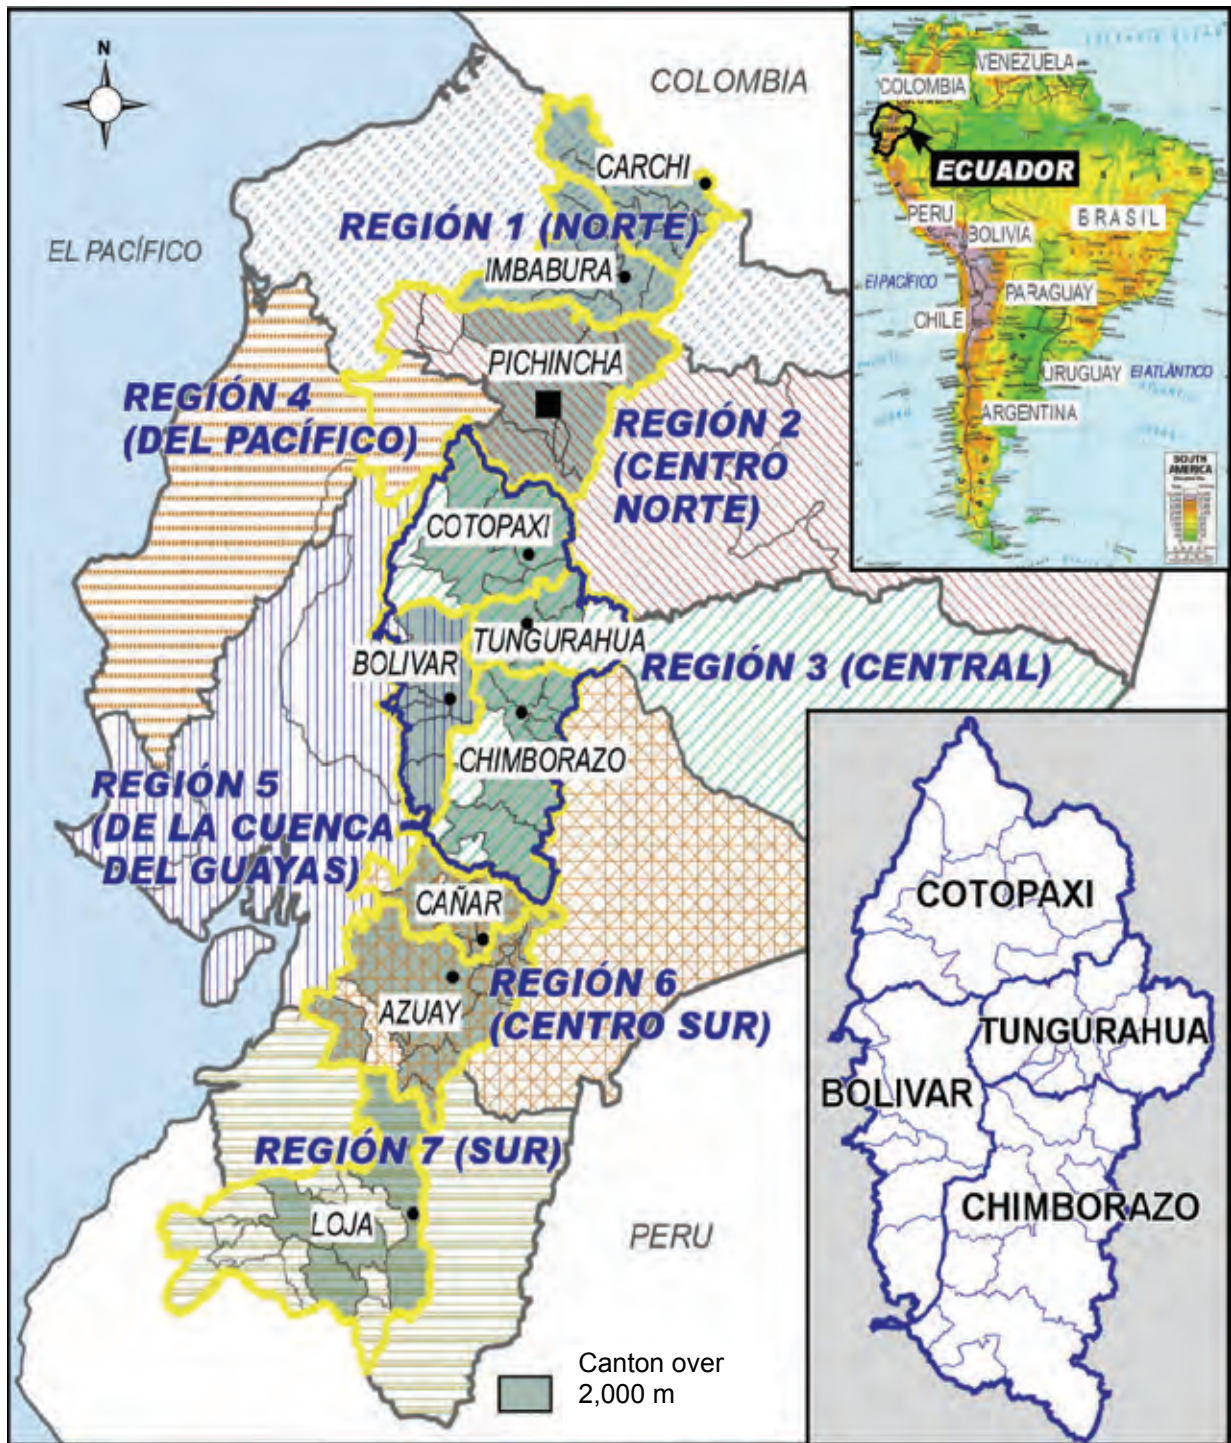 N
COLOMBIA
CARCHI
REGIÓN 1 (NORTE)
EL PACÍFICO
IMBABURA
PICHINCHA
REGIÓN 4
(DEL PACÍFICO)
REGIÓN 2
(CENTRO
NORTE)
COTOPAXI
TUNGURAHUA
BOLIVAR
REGIÓN 3 (CENTRAL)
CHIMBORAZO
REGIÓN 5
(DE LA CUENCA
DEL GUAYAS)
CAÑAR
REGIÓN 6
(CENTRO SUR)
AZUAY
REGIÓN 7 (SUR)
LOJA
PERU
Canton over
2,000 m
VENEZUELA
COLOMBIA
ECUADOR
PERU
BRASIL
BOLIVIA
El PACÍFICO
PARAGUAY
CHILE
URUGUAY
El ATLÁNTICO
ARGENTINA
SOUTH
AMERICA
COTOPAXI
TUNGURAHUA
BOLIVAR
CHIMBORAZO